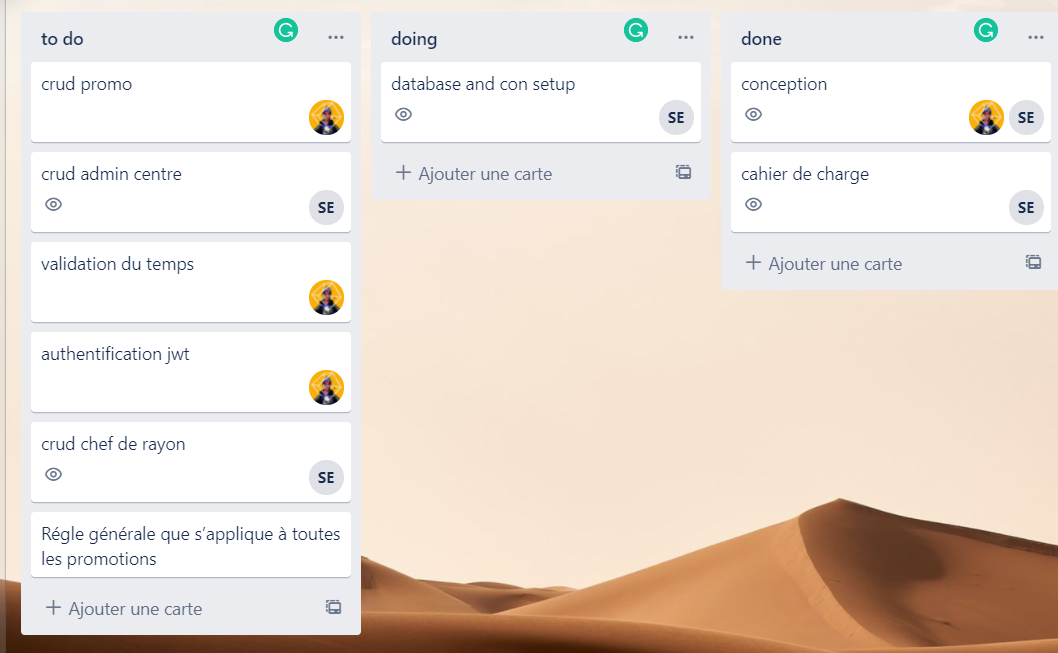 to do
crud promo
crud admin centre
SE
validation du temps
authentification jwt
crud chef de rayon
SE
Régle générale que s'applique à toutes
les promotions
Ajouter une carte
doing
database and con setup
SE
Ajouter une carte
done
conception
SE
cahier de charge
SE
Ajouter une carte